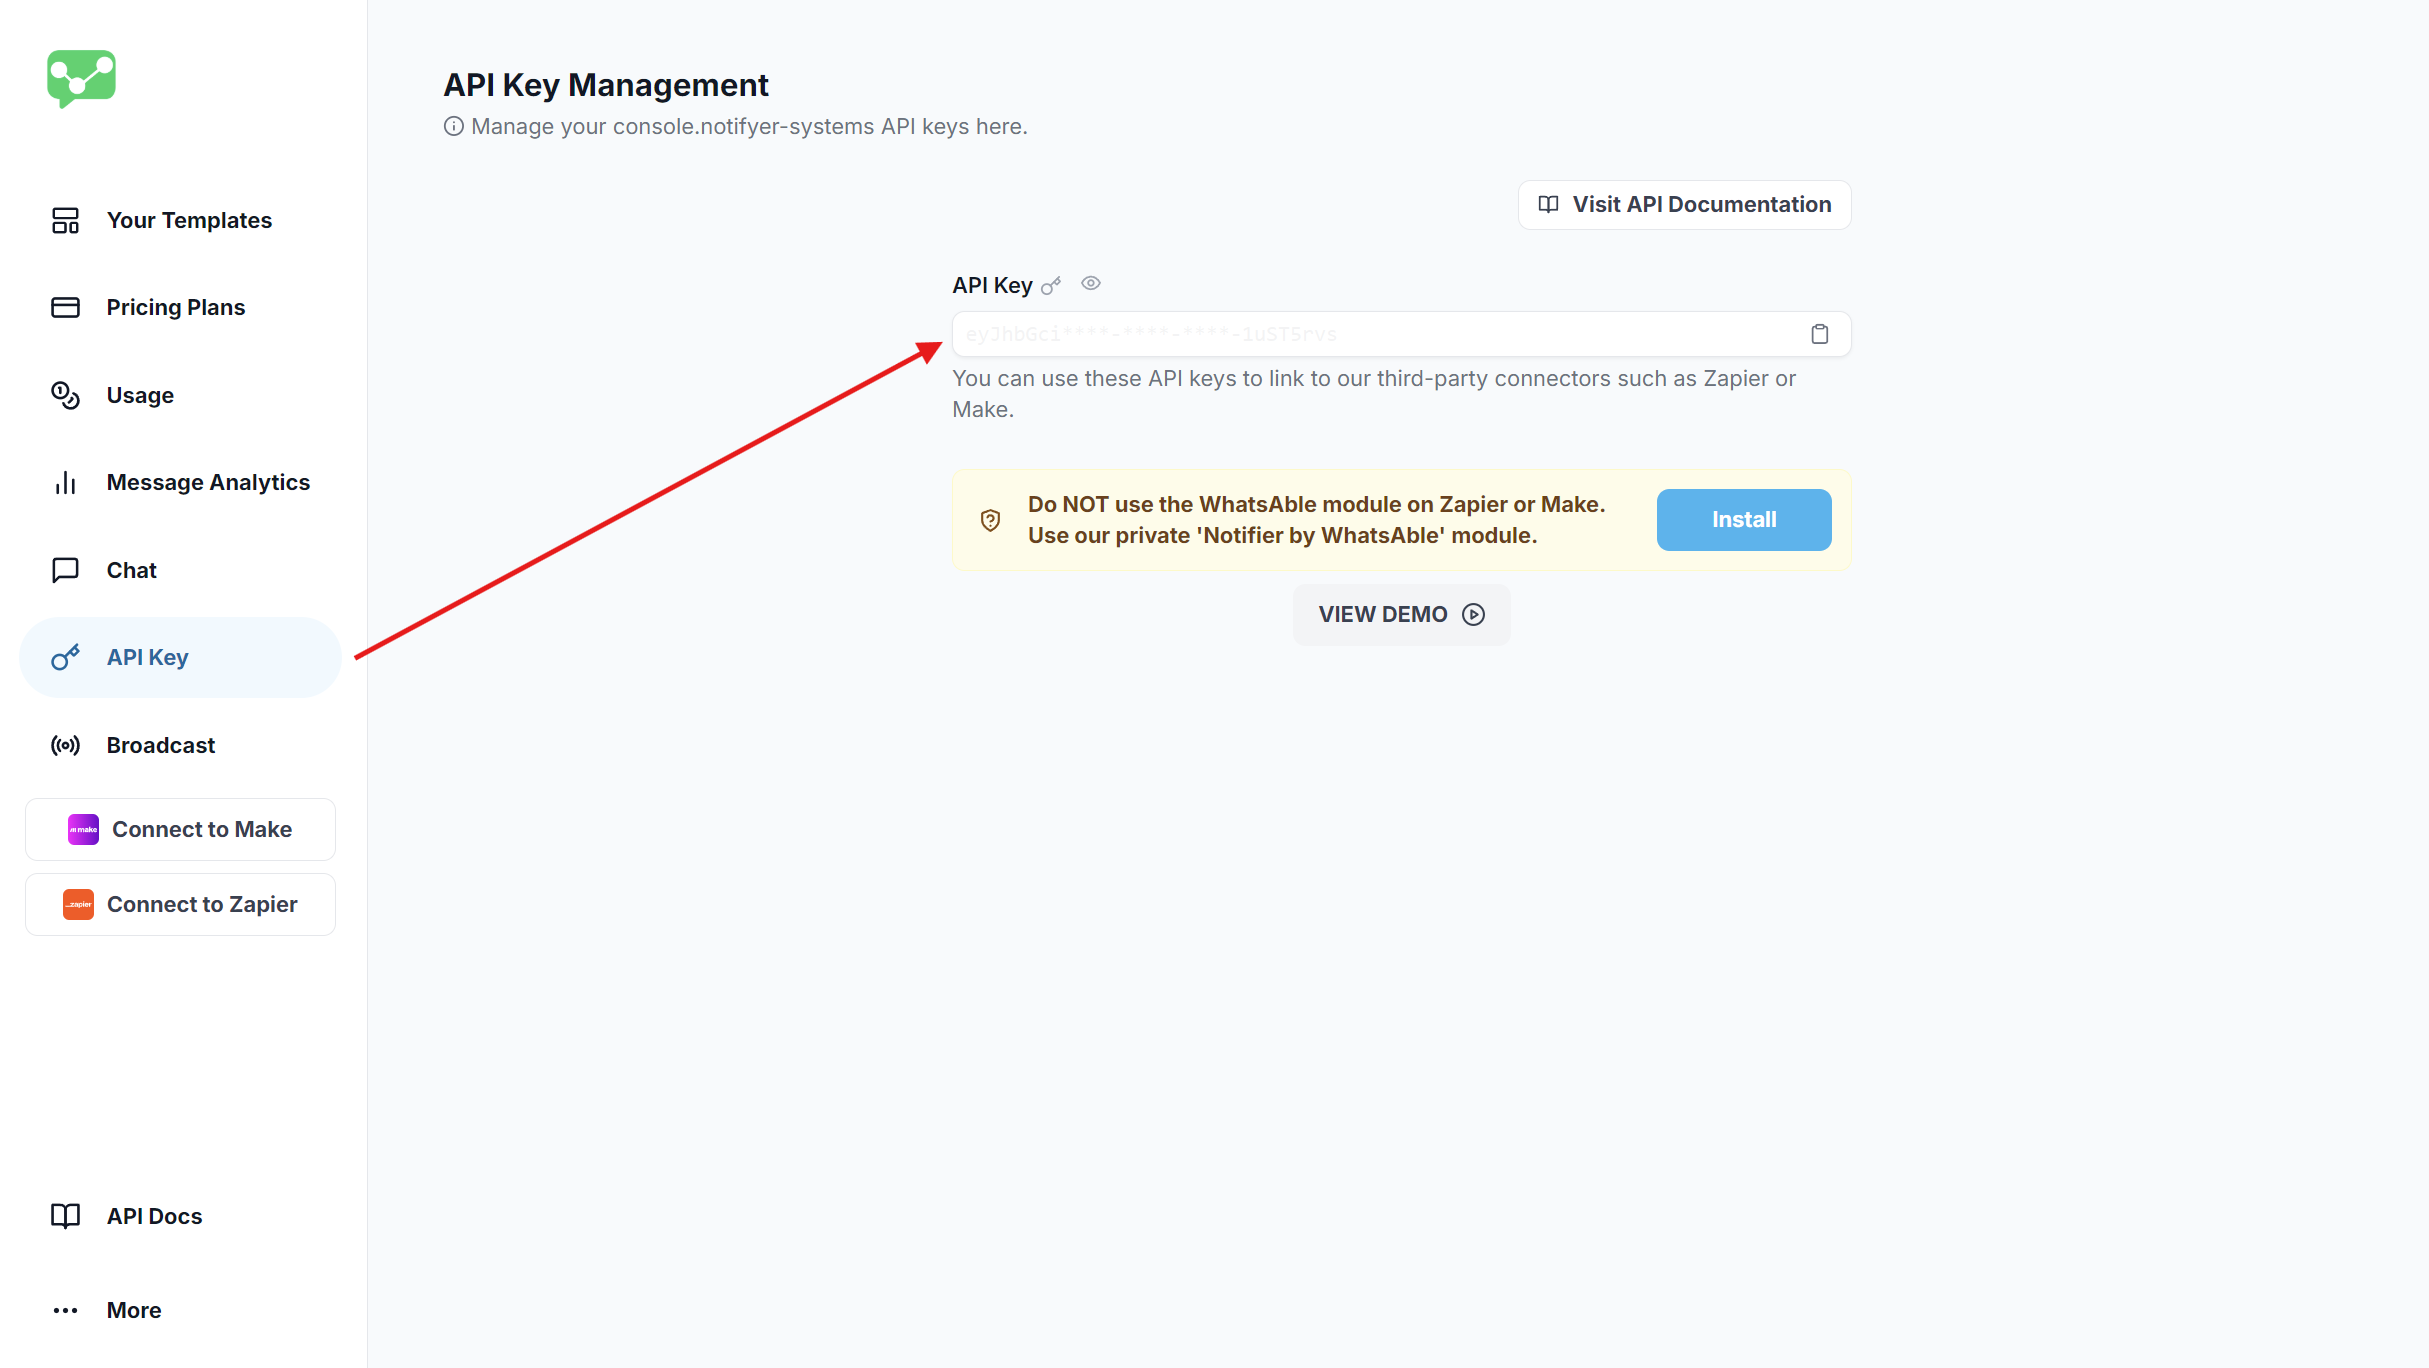 API Key Management
Manage your console.notifyer-systems API keys here.
Visit API Documentation
Your Templates
Pricing Plans
Usage
Message Analytics
Chat
API Key
Broadcast
make
Connect to Make
zapier
Connect to Zapier
API Docs
More
API Key
eyJhbGci****-****-****-1uST5rvs
You can use these API keys to link to our third-party connectors such as Zapier or
Make.
Do NOT use the WhatsAble module on Zapier or Make.
Use our private 'Notifier by WhatsAble' module.
Install
VIEW DEMO